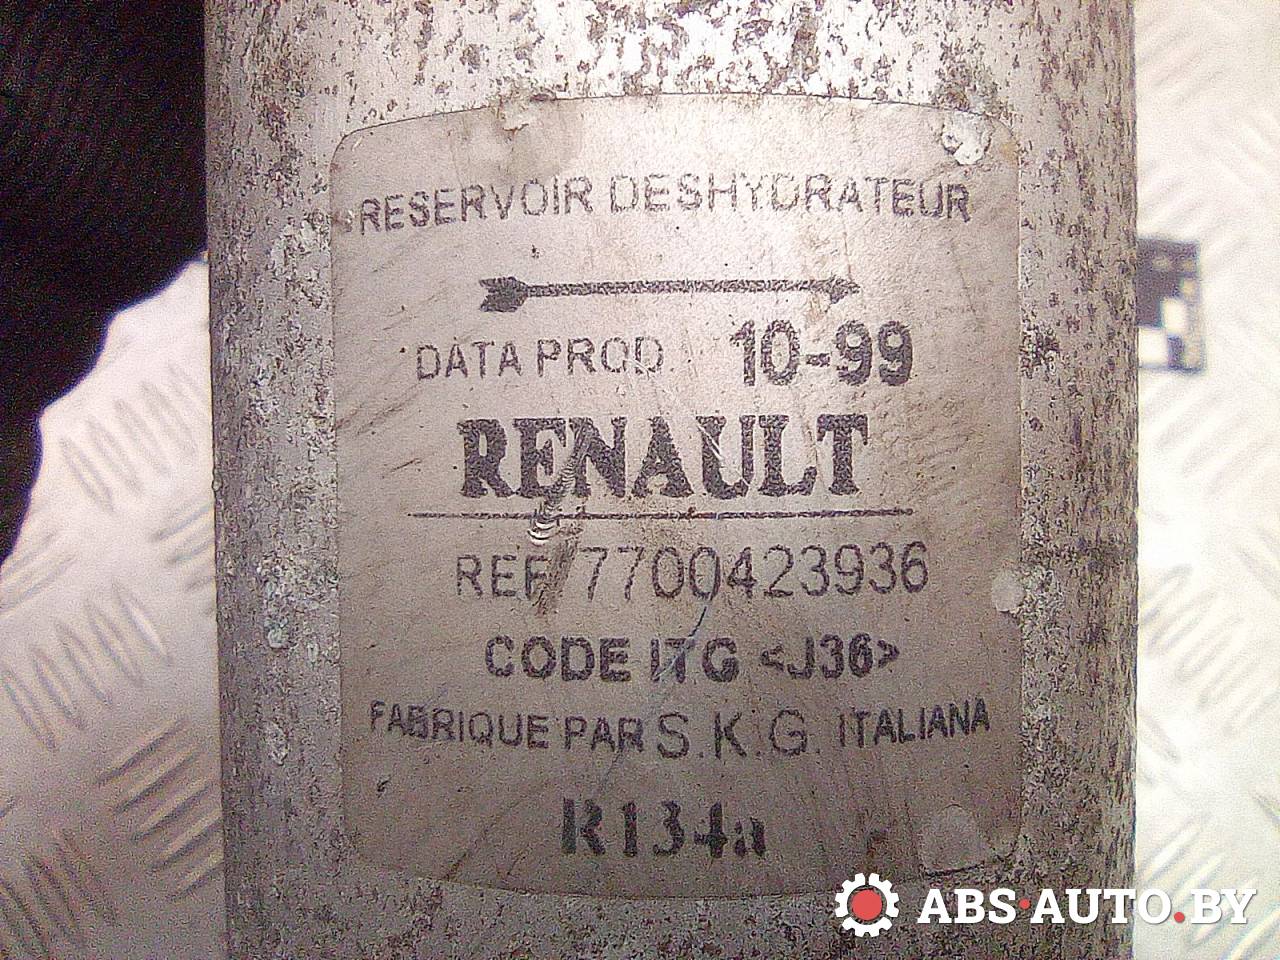 RESERVOIR DESHYDRATEUR
DATA PROD. 10-99
RENAULT
REF 7700423936
CODE ITG <J36>
FABRIQUE PAR S.K.G. ITALIANA
R134a
ABS·AUTO.BY